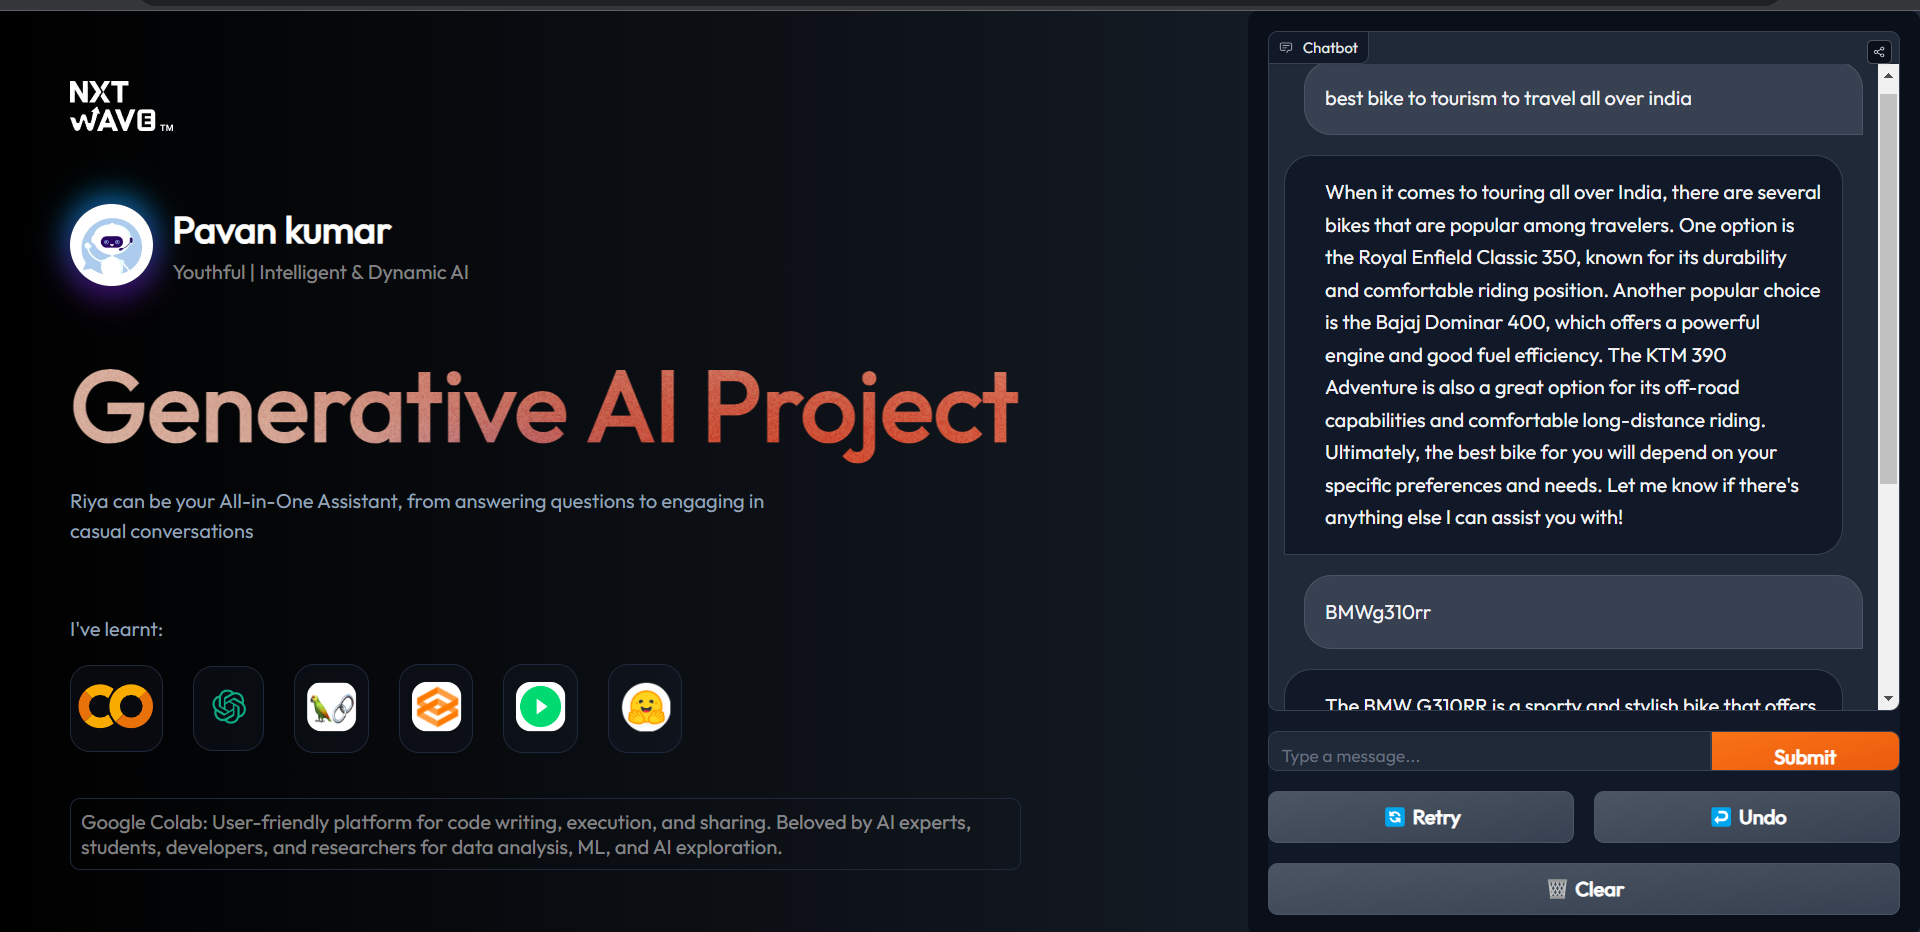 NXT
WAVE TM
Pavan kumar
Youthful | Intelligent & Dynamic AI
Generative AI Project
Riya can be your All-in-One Assistant, from answering questions to engaging in
casual conversations
I've learnt:
Google Colab: User-friendly platform for code writing, execution, and sharing. Beloved by AI experts,
students, developers, and researchers for data analysis, ML, and AI exploration.
Chatbot
best bike to tourism to travel all over india
When it comes to touring all over India, there are several
bikes that are popular among travelers. One option is
the Royal Enfield Classic 350, known for its durability
and comfortable riding position. Another popular choice
is the Bajaj Dominar 400, which offers a powerful
engine and good fuel efficiency. The KTM 390
Adventure is also a great option for its off-road
capabilities and comfortable long-distance riding.
Ultimately, the best bike for you will depend on your
specific preferences and needs. Let me know if there's
anything else I can assist you with!
BMWg310rr
The BMW G310RR is a sporty and stylish bike that offers
Type a message...
Submit
Retry
Undo
Clear